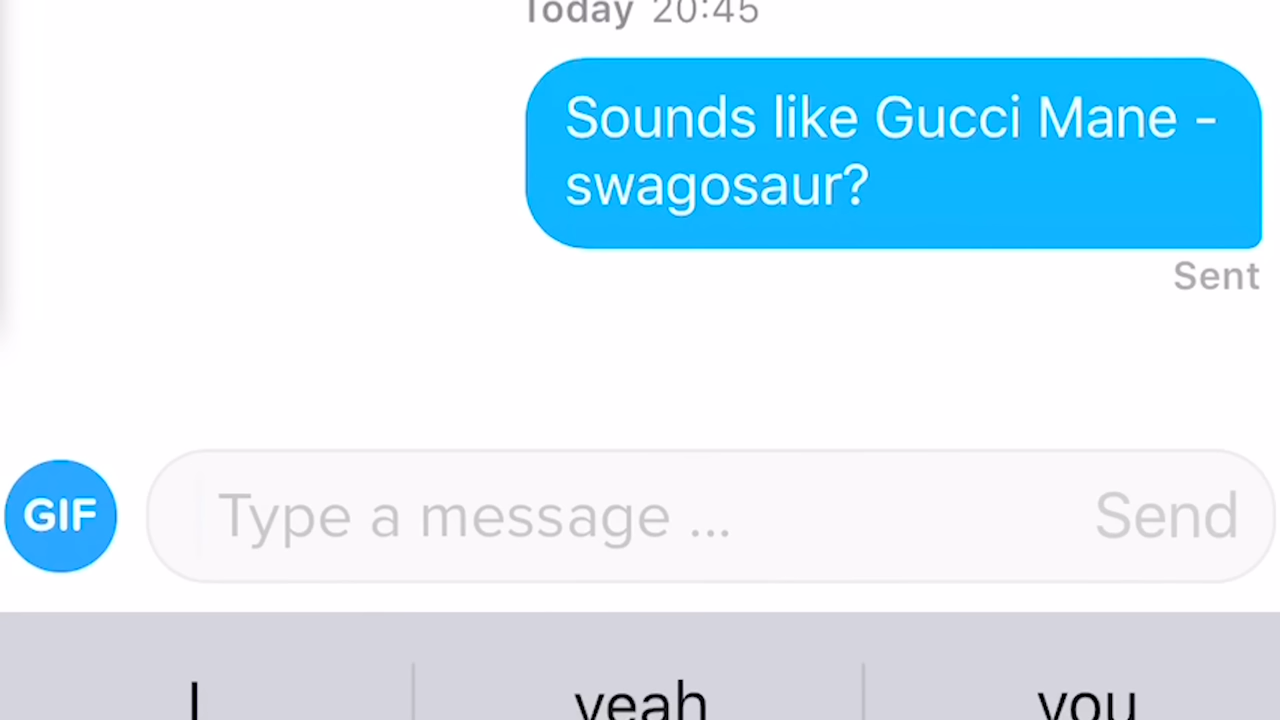 Today 20:45
Sounds like Gucci Mane -
swagosaur?
Sent
GIF
Type a message ...
Send
I
yeah
you